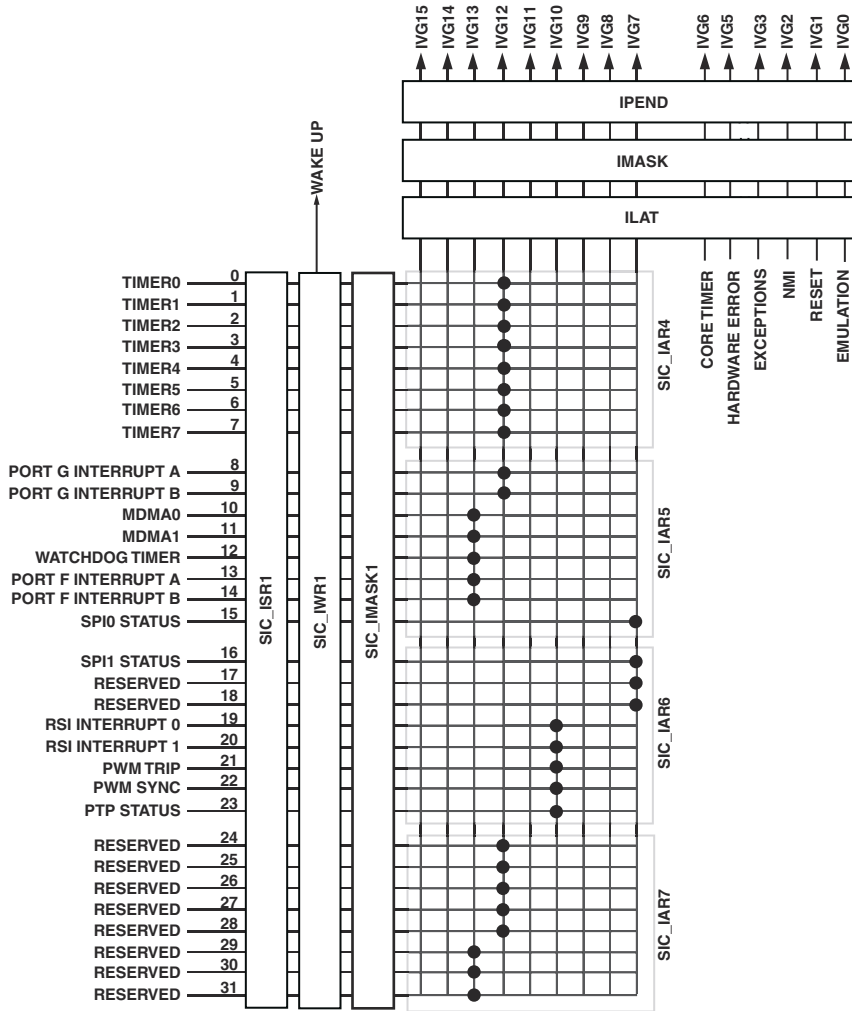 IVG15
IVG14
IVG13
IVG12
IVG11
IVG10
IVG9
IVG8
IVG7
IVG6
IVG5
IVG3
IVG2
IVG1
IVG0
IPEND
IMASK
ILAT
WAKE UP
CORE TIMER
HARDWARE ERROR
EXCEPTIONS
NMI
RESET
EMULATION
TIMER0 0
TIMER1 1
TIMER2 2
TIMER3 3
TIMER4 4
TIMER5 5
TIMER6 6
TIMER7 7
SIC_IAR4
PORT G INTERRUPT A 8
PORT G INTERRUPT B 9
MDMA0 10
MDMA1 11
WATCHDOG TIMER 12
PORT F INTERRUPT A 13
PORT F INTERRUPT B 14
SPI0 STATUS 15
SIC_IAR5
SIC_ISR1
SIC_IWR1
SIC_IMASK1
SPI1 STATUS 16
RESERVED 17
RESERVED 18
RSI INTERRUPT 0 19
RSI INTERRUPT 1 20
PWM TRIP 21
PWM SYNC 22
PTP STATUS 23
SIC_IAR6
RESERVED 24
RESERVED 25
RESERVED 26
RESERVED 27
RESERVED 28
RESERVED 29
RESERVED 30
RESERVED 31
SIC_IAR7